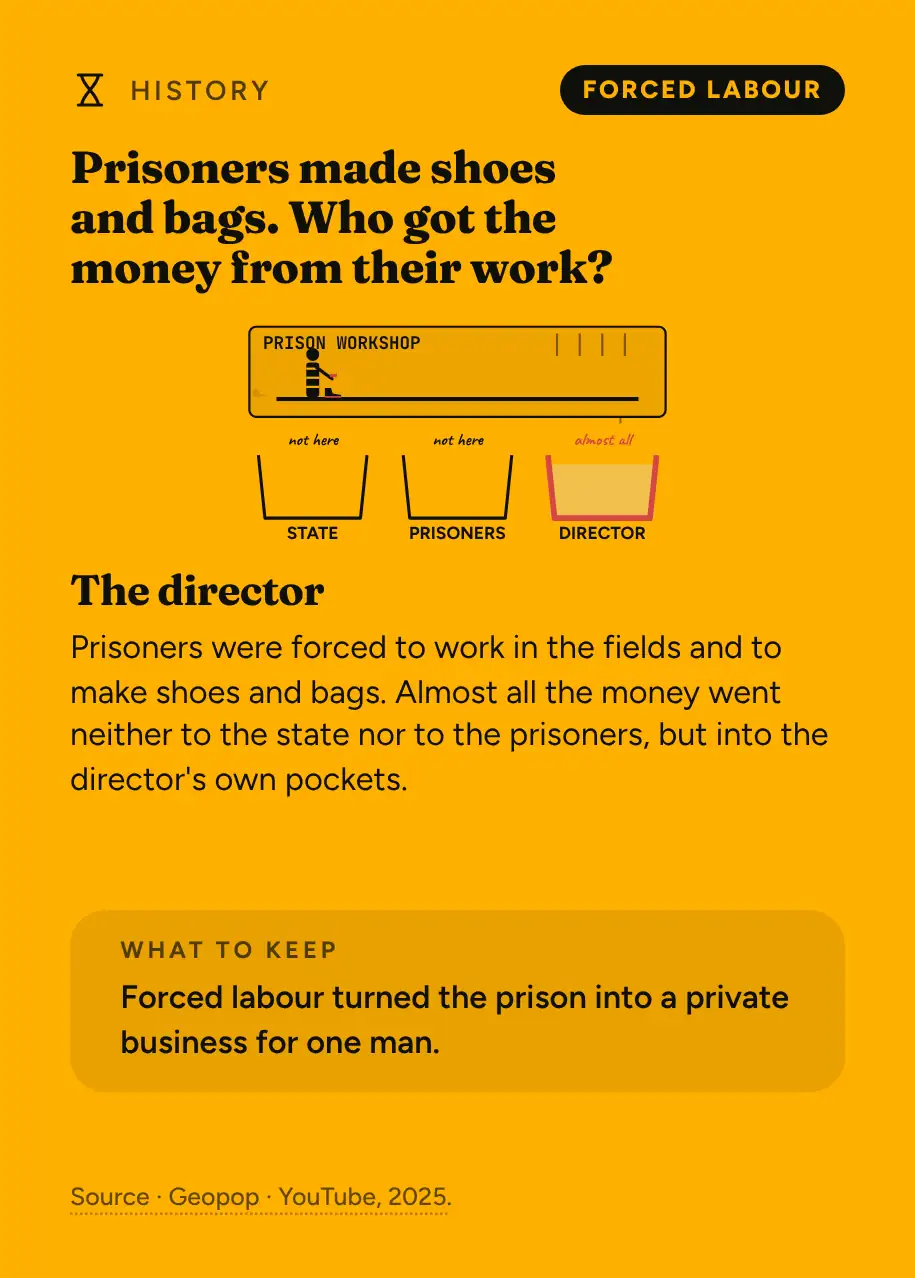 HISTORY
FORCED LABOUR
Prisoners made shoes
and bags. Who got the
money from their work?
PRISON WORKSHOP
not here
not here
almost all
STATE
PRISONERS
DIRECTOR
The director
Prisoners were forced to work in the fields and to
make shoes and bags. Almost all the money went
neither to the state nor to the prisoners, but into the
director's own pockets.
WHAT TO KEEP
Forced labour turned the prison into a private
business for one man.
Source · Geopop · YouTube, 2025.